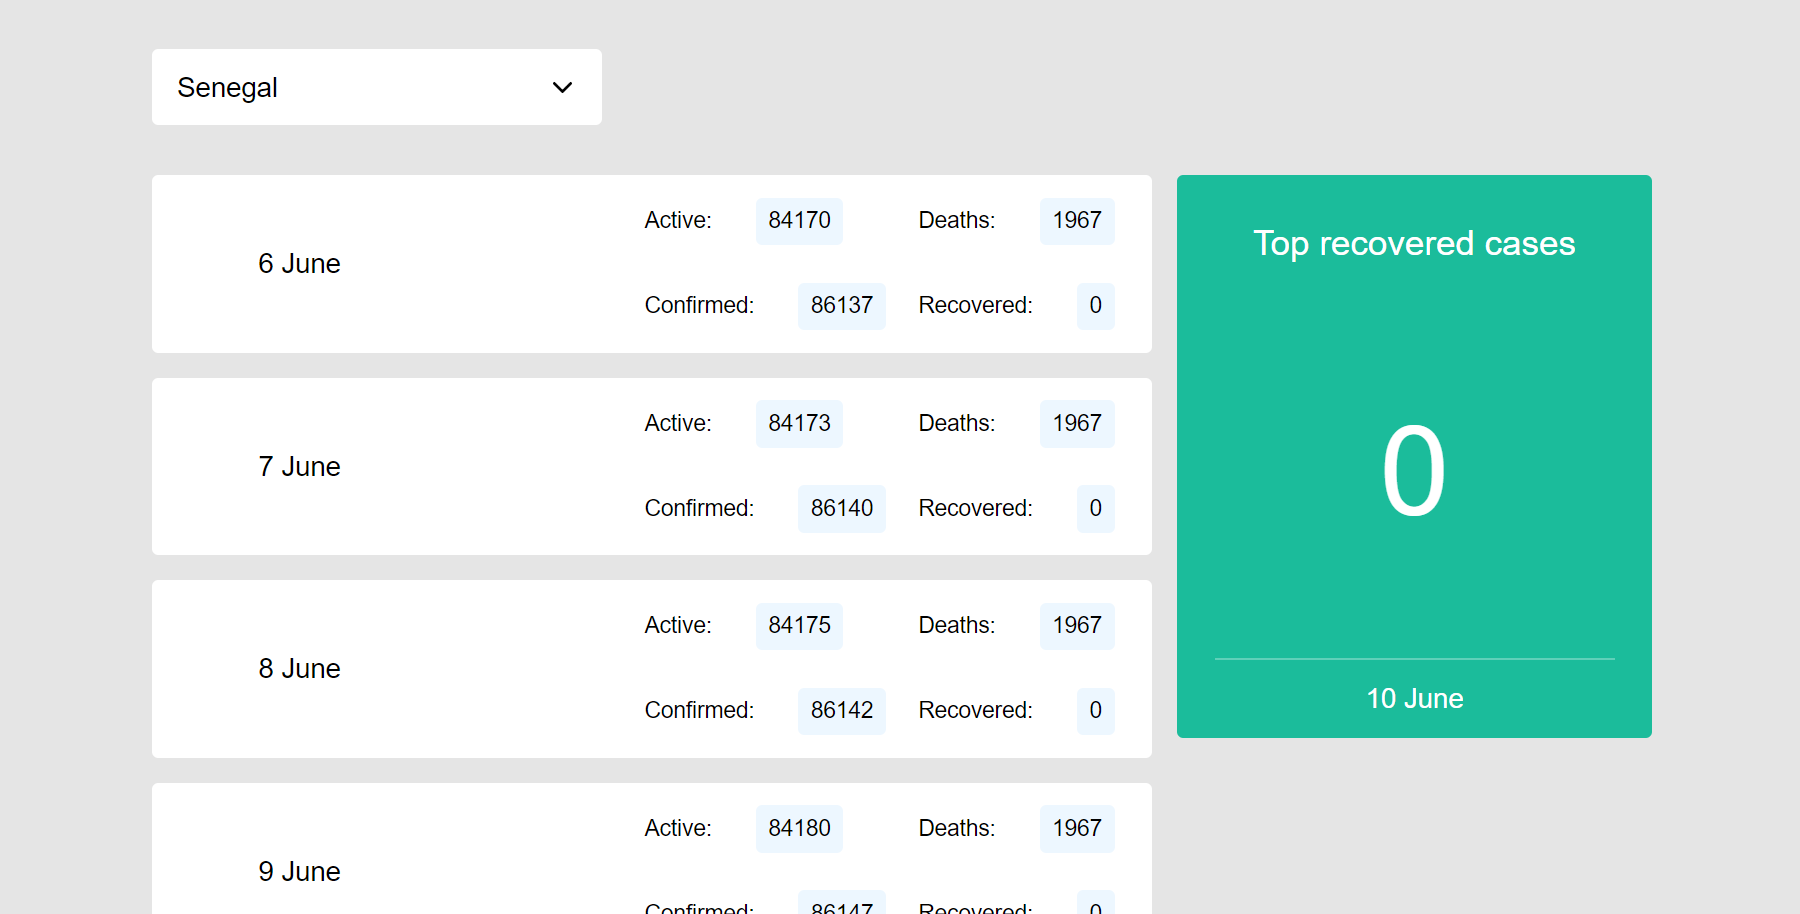 Senegal
6 June
Active: 84170 Deaths: 1967
Confirmed: 86137 Recovered: 0
7 June
Active: 84173 Deaths: 1967
Confirmed: 86140 Recovered: 0
8 June
Active: 84175 Deaths: 1967
Confirmed: 86142 Recovered: 0
9 June
Active: 84180 Deaths: 1967
Confirmed: 86147 Recovered: 0
Top recovered cases
0
10 June